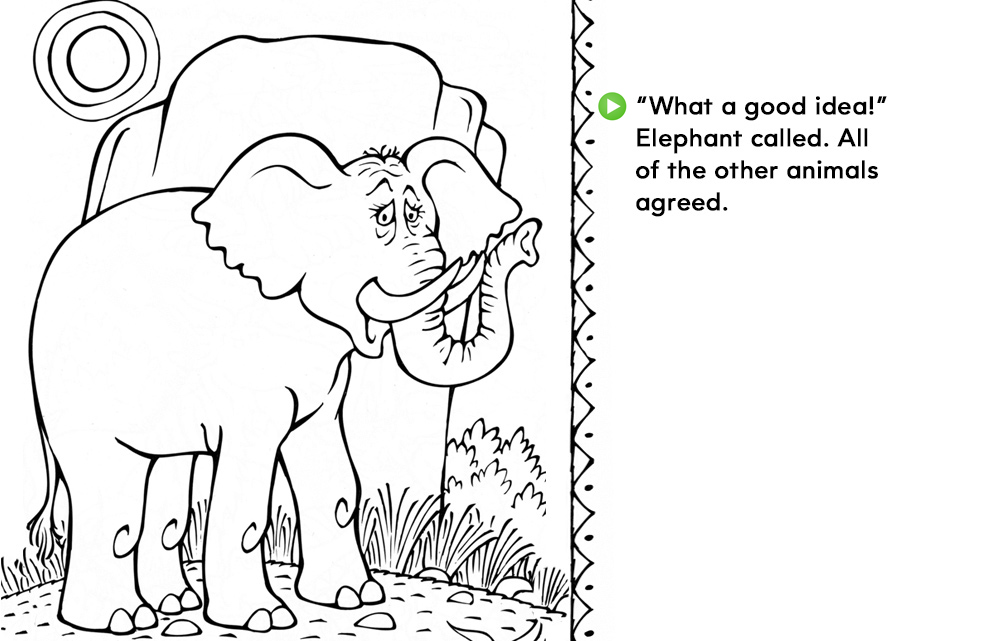 “What a good idea!”
Elephant called. All
of the other animals
agreed.